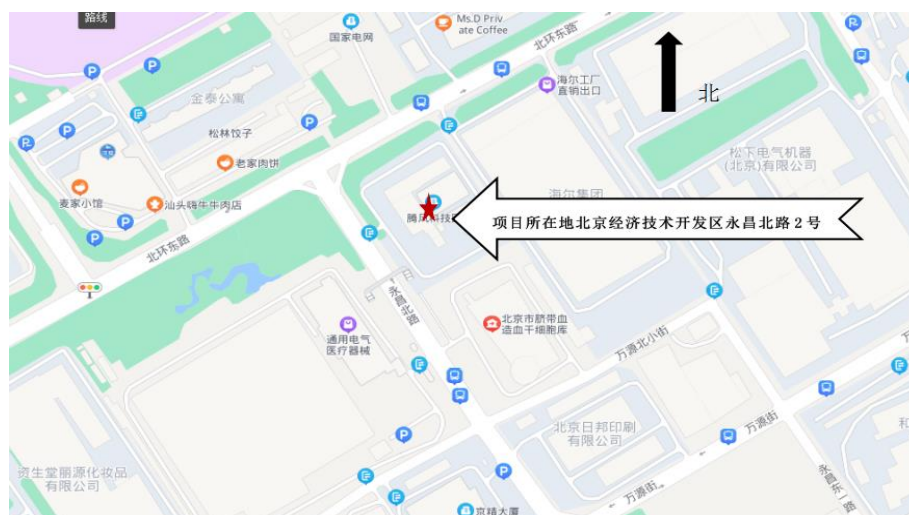 路线
国家电网
Ms.D Priv
ate Coffee
北环东路
海尔工厂
直销出口
北
金泰公寓
松林饺子
老家肉饼
松下电气机器
(北京)有限公司
麦家小馆
汕头嗨牛牛肉店
海尔集团
项目所在地北京经济技术开发区永昌北路2号
北环东路
永昌北路
通用电气
医疗器械
北京市脐带血
造血干细胞库
万源北小街
万源街
北京日邦印刷
有限公司
资生堂丽源化妆品
有限公司
万源街
永昌东一路
京精大厦